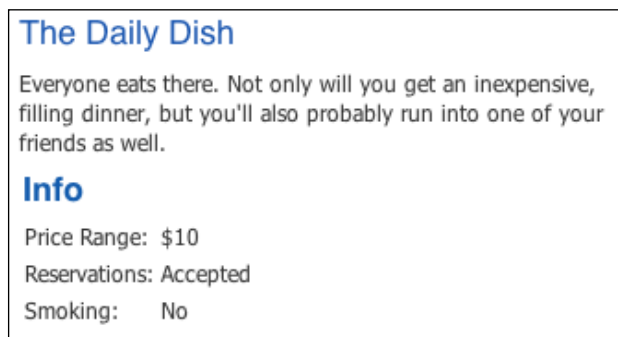 The Daily Dish
Everyone eats there. Not only will you get an inexpensive,
filling dinner, but you'll also probably run into one of your
friends as well.
Info
Price Range: $10
Reservations: Accepted
Smoking: No